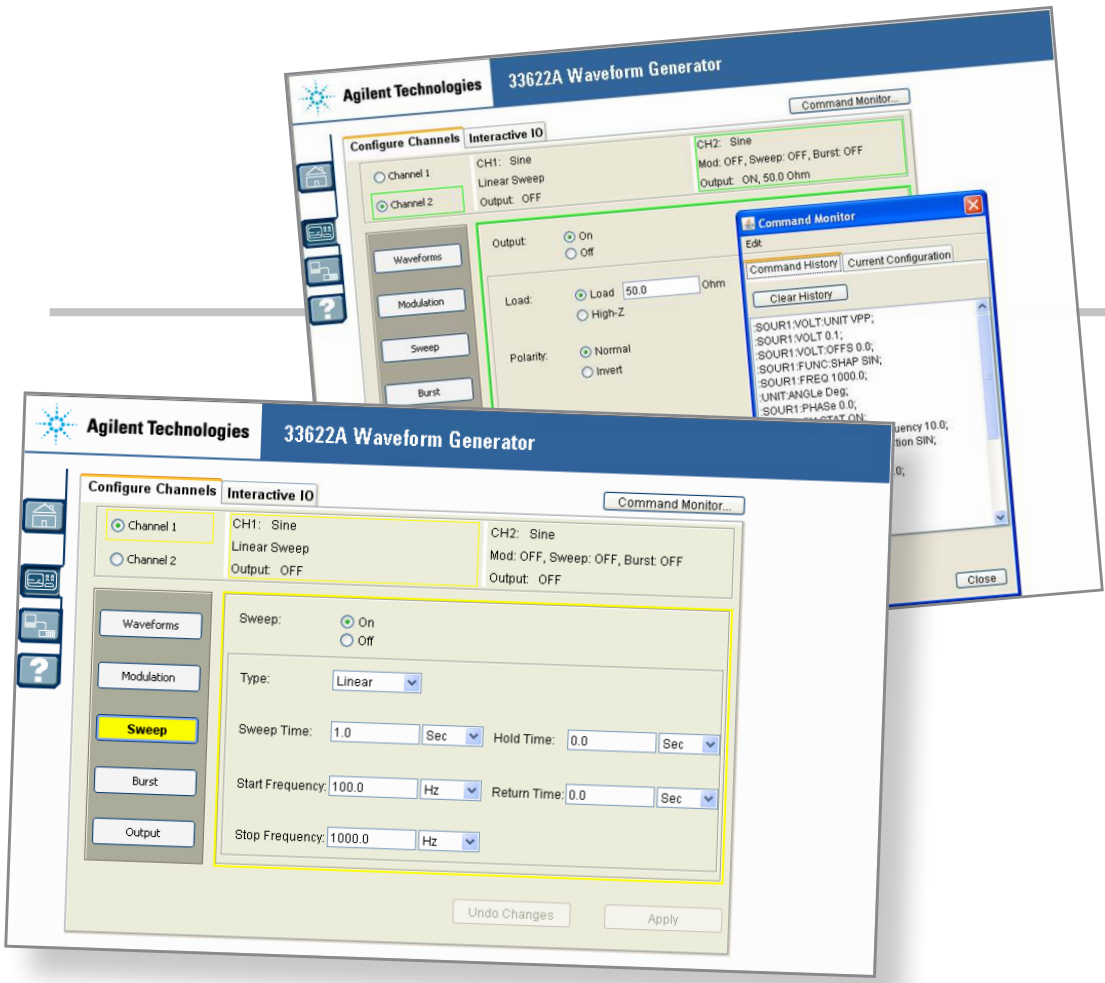 Agilent Technologies
33622A Waveform Generator
Command Monitor...
Configure Channels
Interactive IO
Channel 1
Channel 2
CH1: Sine
Linear Sweep
Output: OFF
CH2: Sine
Mod: OFF, Sweep: OFF, Burst: OFF
Output: ON, 50.0 Ohm
Waveforms
Modulation
Sweep
Burst
Output:
On
Off
Load:
Load 50.0 Ohm
High-Z
Polarity:
Normal
Invert
Command Monitor
Edit
Command History
Current Configuration
Clear History
:SOUR1:VOLT:UNIT VPP;
:SOUR1:VOLT 0.1;
:SOUR1:VOLT:OFFS 0.0;
:SOUR1:FUNC:SHAP SIN;
:SOUR1:FREQ 1000.0;
:UNIT:ANGLe Deg;
:SOUR1:PHASe 0.0;
STAT ON;
uency 10.0;
ction SIN;
.0;
Close
Agilent Technologies
33622A Waveform Generator
Configure Channels
Interactive IO
Command Monitor...
Channel 1
Channel 2
CH1: Sine
Linear Sweep
Output: OFF
CH2: Sine
Mod: OFF, Sweep: OFF, Burst: OFF
Output: OFF
Waveforms
Modulation
Sweep
Burst
Output
Sweep:
On
Off
Type: Linear
Sweep Time: 1.0 Sec Hold Time: 0.0 Sec
Start Frequency: 100.0 Hz Return Time: 0.0 Sec
Stop Frequency: 1000.0 Hz
Undo Changes
Apply